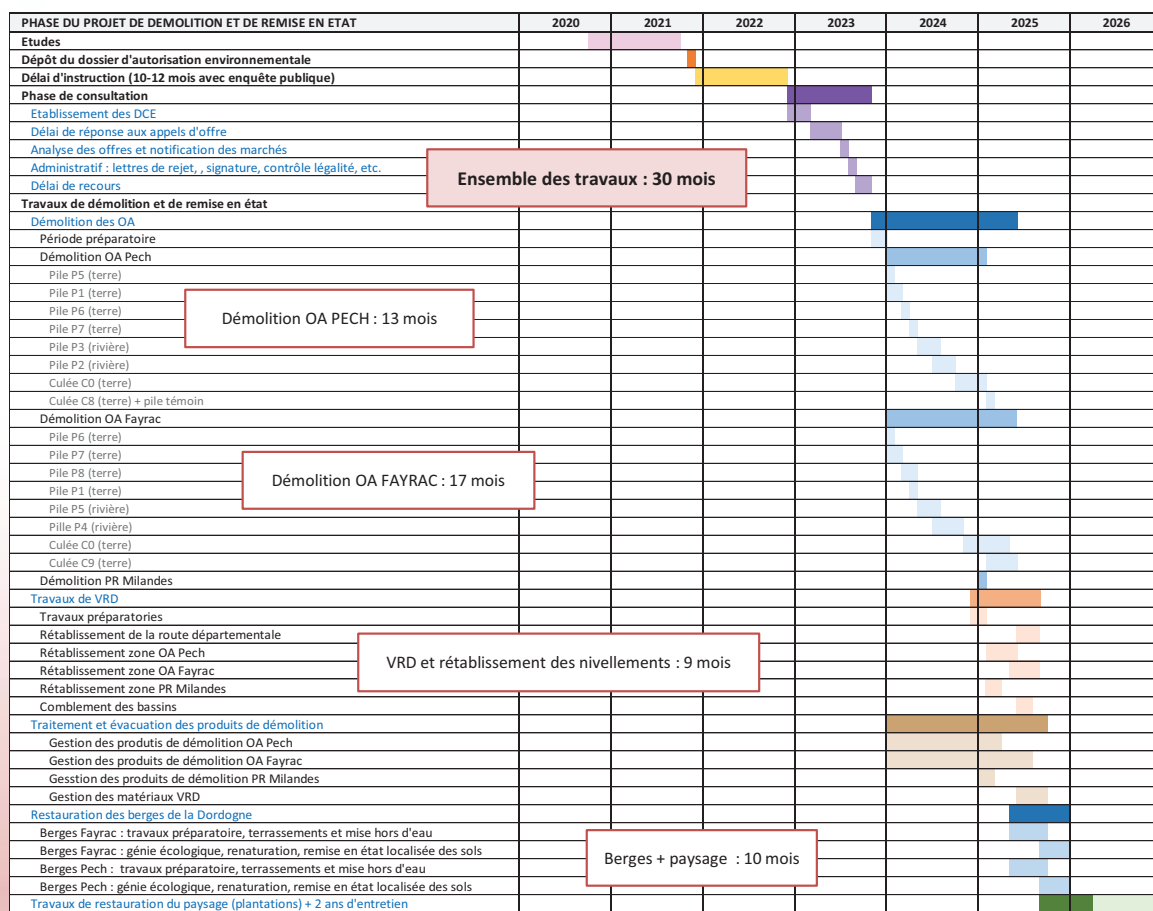 PHASE DU PROJET DE DEMOLITION ET DE REMISE EN ETAT 2020 2021 2022 2023 2024 2025 2026
Etudes
Dépôt du dossier d'autorisation environnementale
Délai d'instruction (10-12 mois avec enquête publique)
Phase de consultation
Etablissement des DCE
Délai de réponse aux appels d'offre
Analyse des offres et notification des marchés
Administratif : lettres de rejet, , signature, contrôle légalité, etc.
Ensemble des travaux : 30 mois
Délai de recours
Travaux de démolition et de remise en état
Démolition des OA
Période préparatoire
Démolition OA Pech
Pile P5 (terre)
Pile P1 (terre)
Pile P6 (terre)
Démolition OA PECH : 13 mois
Pile P7 (terre)
Pile P3 (rivière)
Pile P2 (rivière)
Culée C0 (terre)
Culée C8 (terre) + pile témoin
Démolition OA Fayrac
Pile P6 (terre)
Pile P7 (terre)
Pile P8 (terre)
Démolition OA FAYRAC : 17 mois
Pile P1 (terre)
Pile P5 (rivière)
Pille P4 (rivière)
Culée C0 (terre)
Culée C9 (terre)
Démolition PR Milandes
Travaux de VRD
Travaux préparatories
Rétablissement de la route départementale
Rétablissement zone OA Pech
VRD et rétablissement des nivellements : 9 mois
Rétablissement zone OA Fayrac
Rétablissement zone PR Milandes
Comblement des bassins
Traitement et évacuation des produits de démolition
Gestion des produtis de démolition OA Pech
Gestion des produits de démolition OA Fayrac
Gesstion des produits de démolition PR Milandes
Gestion des matériaux VRD
Restauration des berges de la Dordogne
Berges Fayrac : travaux préparatoire, terrassements et mise hors d'eau
Berges Fayrac : génie écologique, renaturation, remise en état localisée des sols
Berges + paysage : 10 mois
Berges Pech : travaux préparatoire, terrassements et mise hors d'eau
Berges Pech : génie écologique, renaturation, remise en état localisée des sols
Travaux de restauration du paysage (plantations) + 2 ans d'entretien